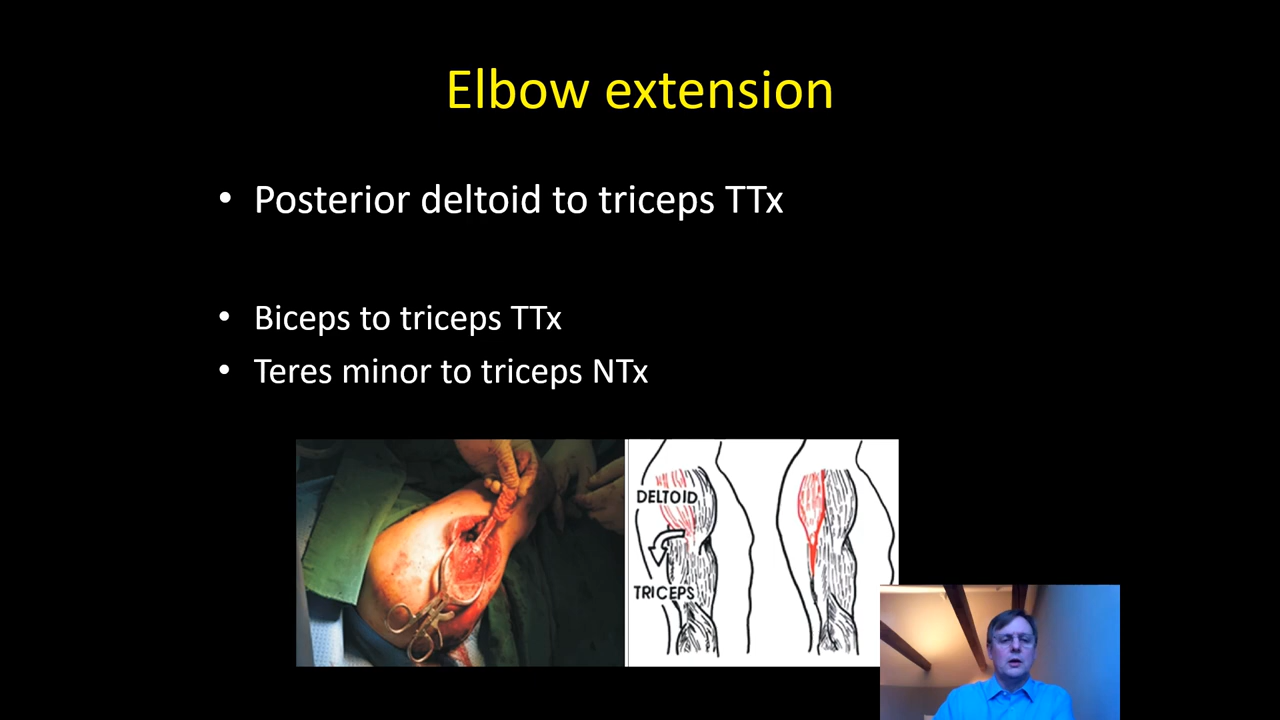 Elbow extension
• Posterior deltoid to triceps TTx
• Biceps to triceps TTx
• Teres minor to triceps NTx
DELTOID
TRICEPS